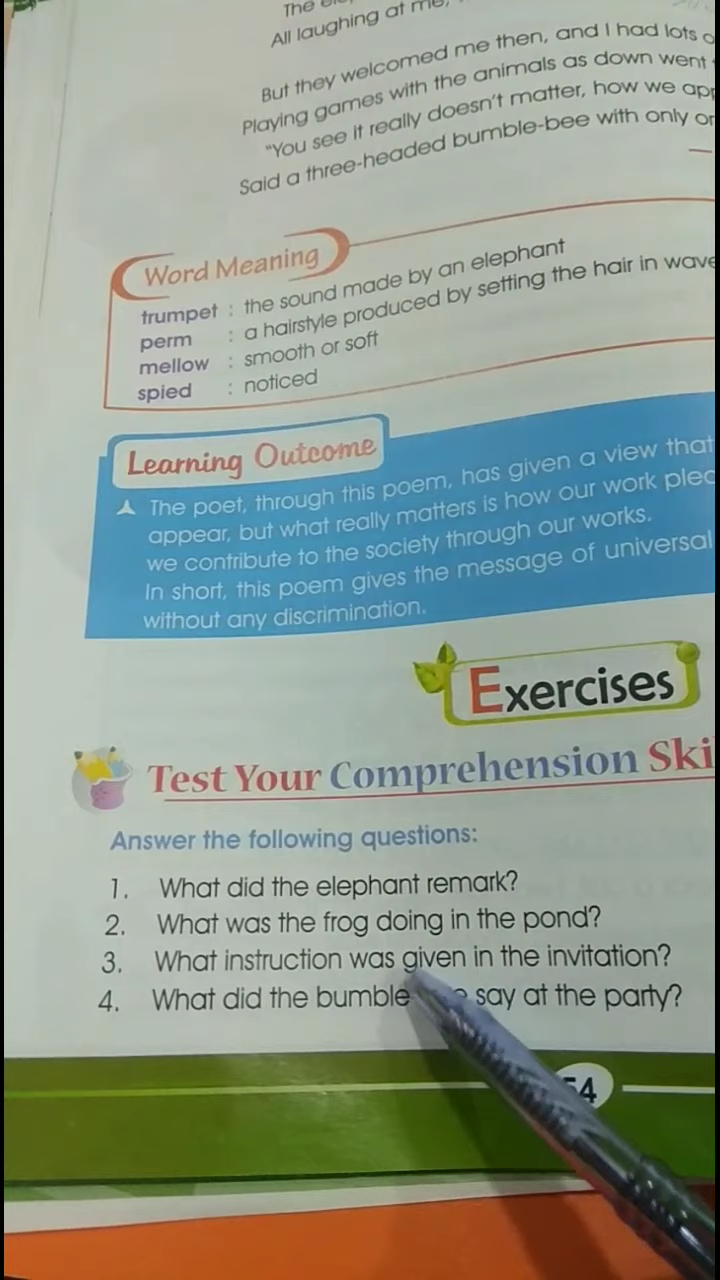 The
All laughing at me,
But they welcomed me then, and I had lots o
Playing games with the animals as down went
"You see it really doesn't matter, how we app
Said a three-headed bumble-bee with only or
Word Meaning
trumpet : the sound made by an elephant
perm : a hairstyle produced by setting the hair in wave
mellow : smooth or soft
spied : noticed
Learning Outcome
The poet, through this poem, has given a view that
appear, but what really matters is how our work plea
we contribute to the society through our works.
In short, this poem gives the message of universal
without any discrimination.
Exercises
Test Your Comprehension Ski
Answer the following questions:
1. What did the elephant remark?
2. What was the frog doing in the pond?
3. What instruction was given in the invitation?
4. What did the bumble say at the party?
54